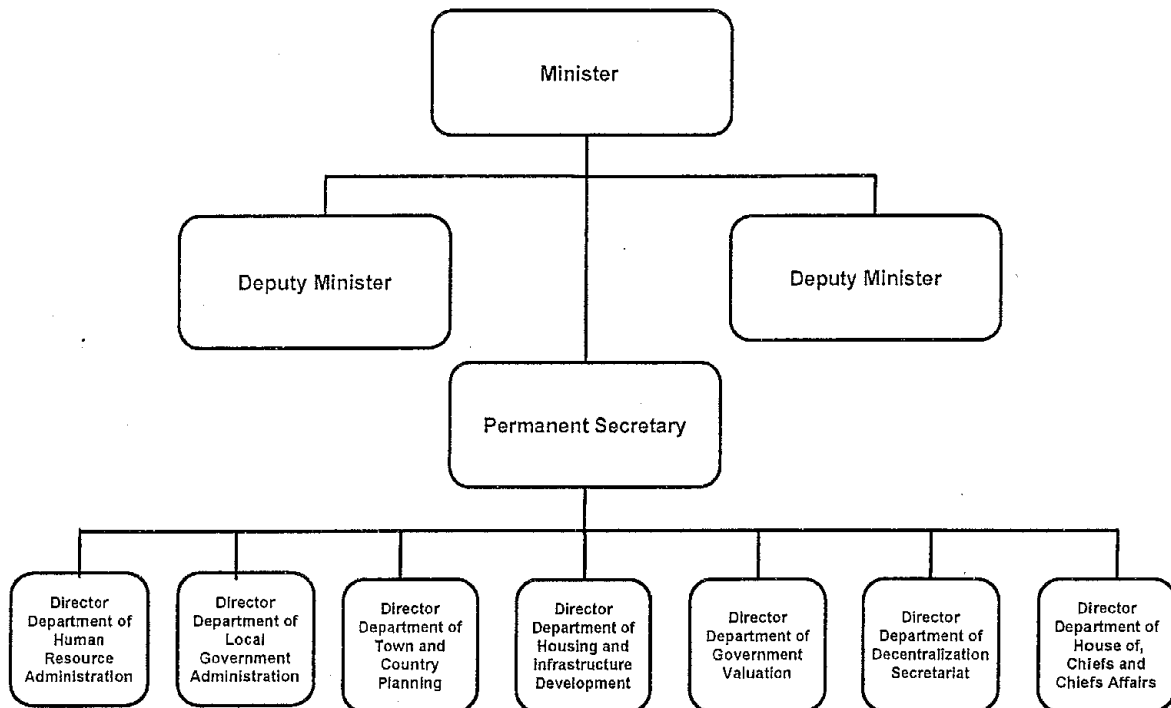 Minister
Deputy Minister
Deputy Minister
Permanent Secretary
Director
Department of
Human
Resource
Administration
Director
Department of
Local
Government
Administration
Director
Department of
Town and
Country
Planning
Director
Department of
Housing and
Infrastructure
Development
Director
Department of
Government
Valuation
Director
Department of
Decentralization
Secretariat
Director
Department of
House of,
Chiefs and
Chiefs Affairs